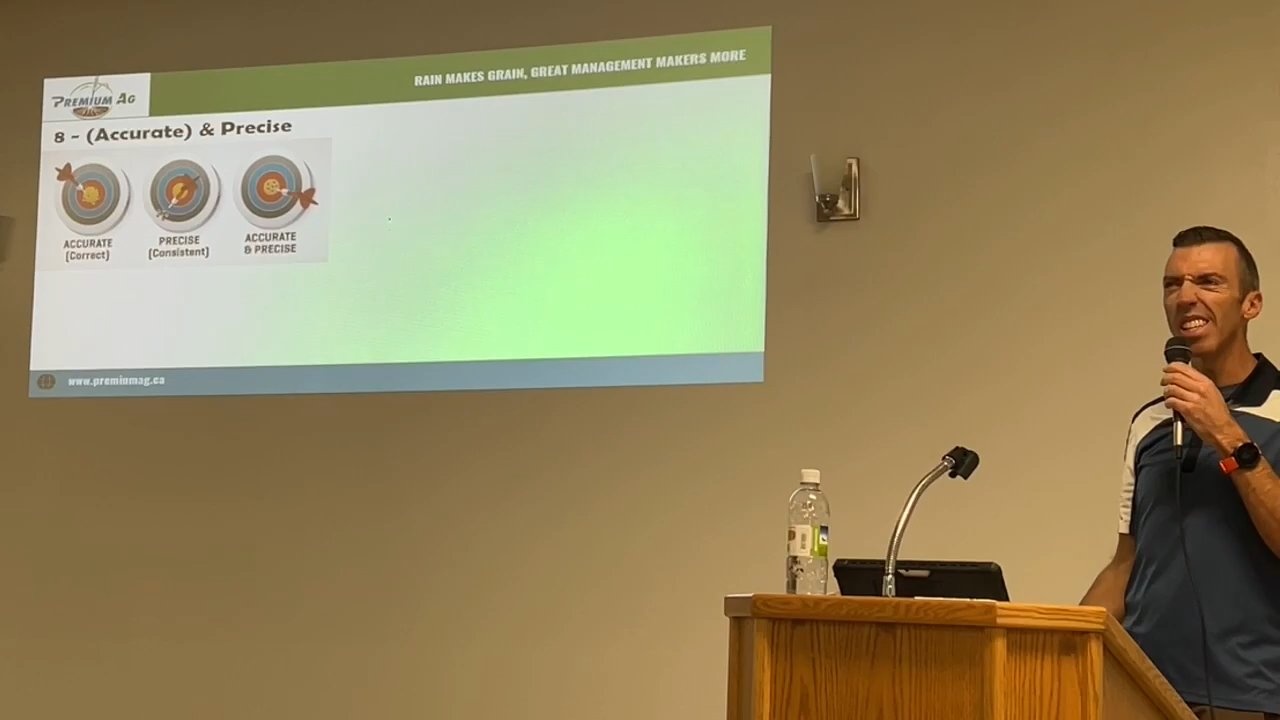 RAIN MAKES GRAIN, GREAT MANAGEMENT MAKERS MORE
PREMIUM AG
8 - (Accurate) & Precise
ACCURATE
(Correct)
PRECISE
(Consistent)
ACCURATE
& PRECISE
www.premiumag.ca